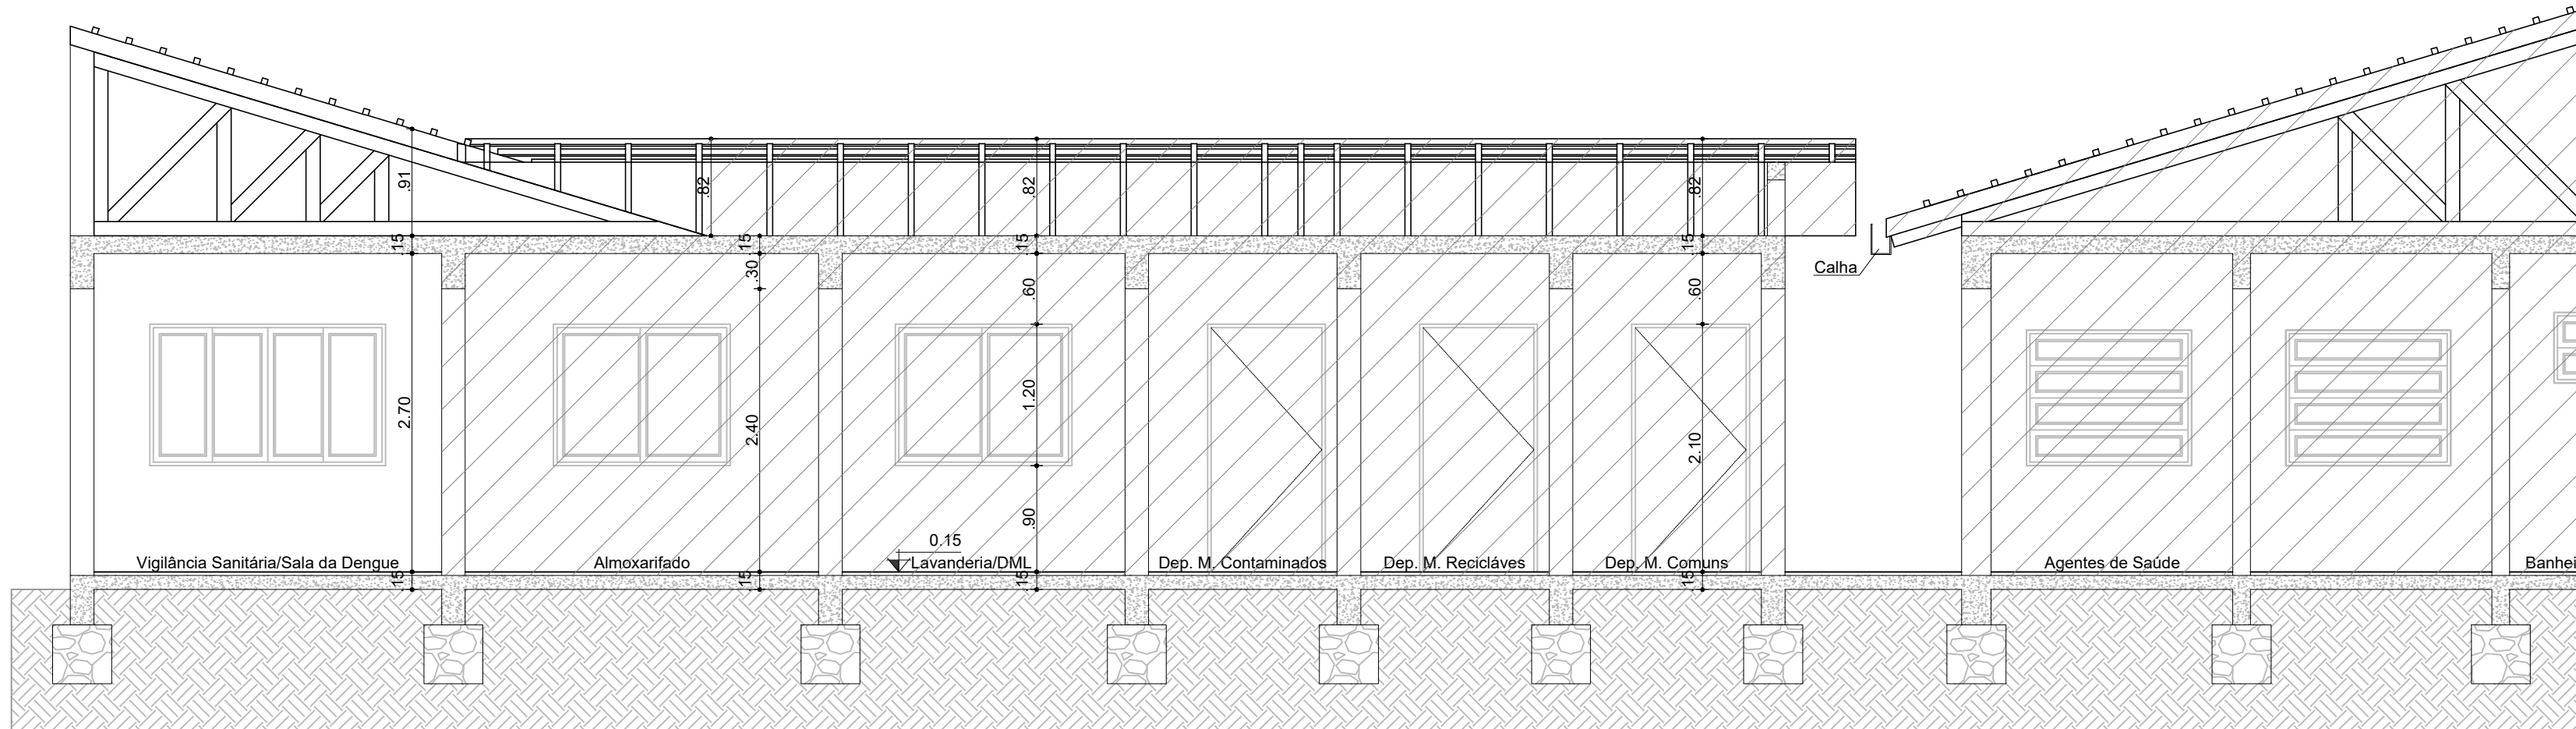 .91
.82
.82
.82
.15
.15
.15
.15
.30
Calha
.60
.60
2.70
2.40
1.20
2.10
.90
0.15
Vigilância Sanitária/Sala da Dengue
Almoxarifado
Lavanderia/DML
Dep. M. Contaminados
Dep. M. Recicláves
Dep. M. Comuns
Agentes de Saúde
Banhei
.15
.15
.15
.15